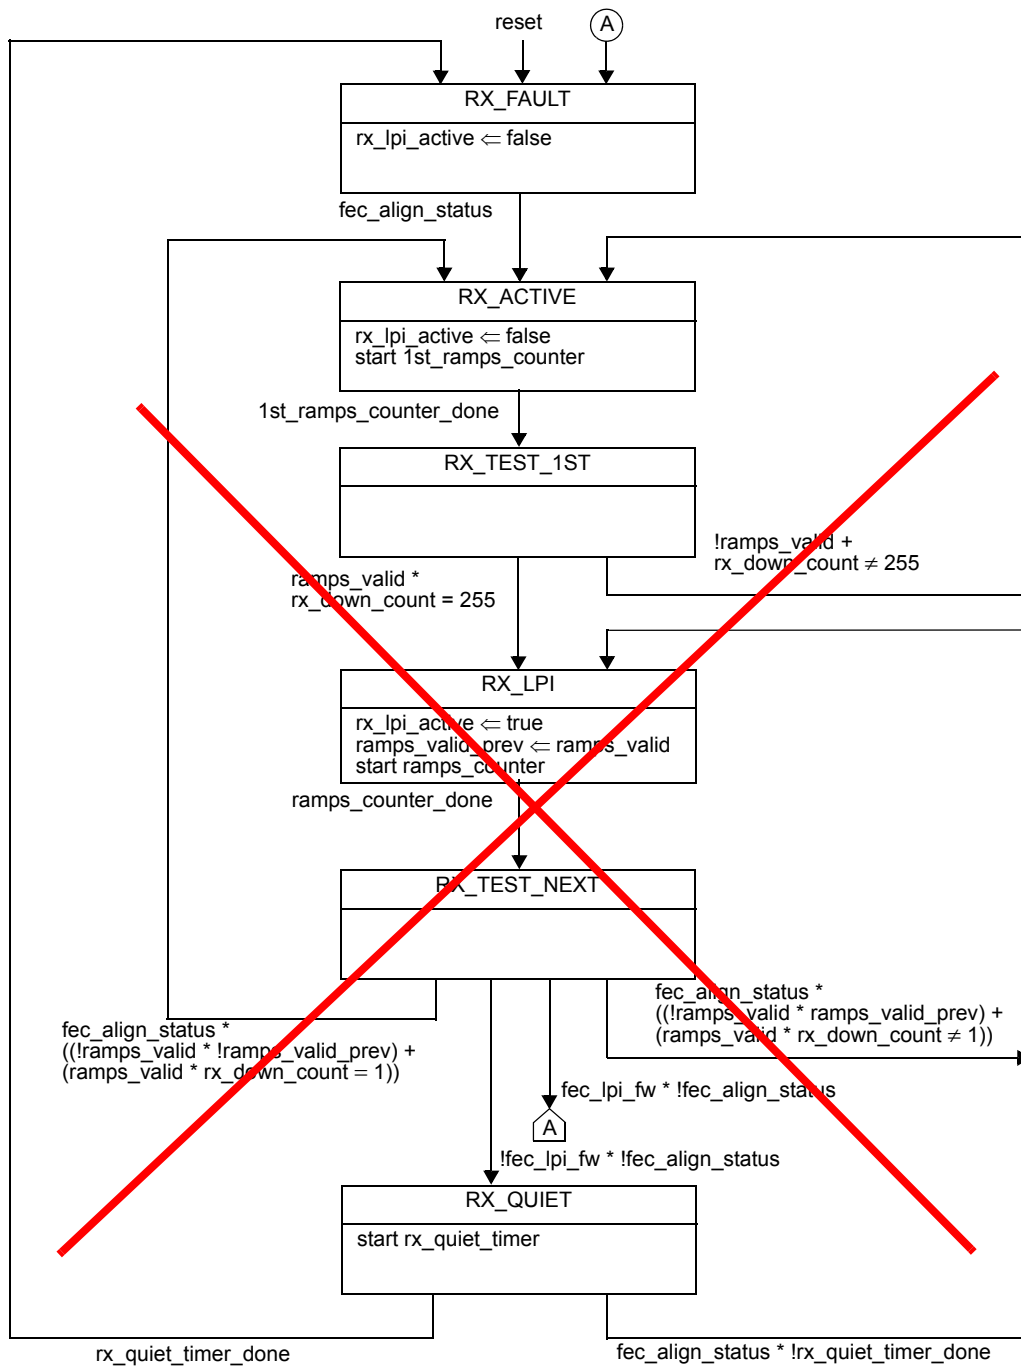 reset
A
RX_FAULT
rx_lpi_active ⇐ false
fec_align_status
RX_ACTIVE
rx_lpi_active ⇐ false
start 1st_ramps_counter
1st_ramps_counter_done
RX_TEST_1ST
!ramps_valid +
rx_down_count ≠ 255
ramps_valid *
rx_down_count = 255
RX_LPI
rx_lpi_active ⇐ true
ramps_valid_prev ⇐ ramps_valid
start ramps_counter
ramps_counter_done
RX_TEST_NEXT
fec_align_status *
((!ramps_valid * ramps_valid_prev) +
(ramps_valid * rx_down_count ≠ 1))
fec_align_status *
((!ramps_valid * !ramps_valid_prev) +
(ramps_valid * rx_down_count = 1))
fec_lpi_fw * !fec_align_status
A
!fec_lpi_fw * !fec_align_status
RX_QUIET
start rx_quiet_timer
rx_quiet_timer_done
fec_align_status * !rx_quiet_timer_done